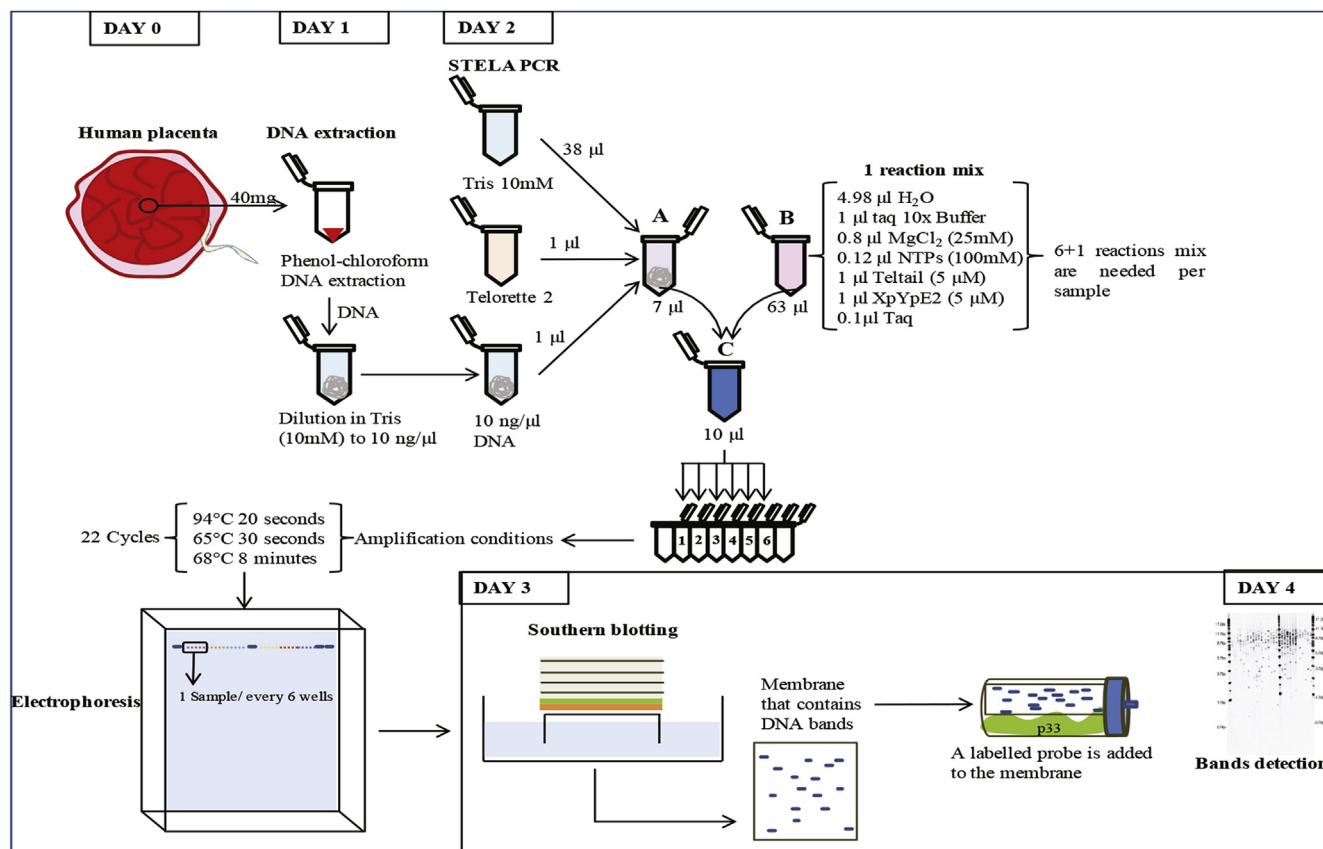 DAY 0
DAY 1
DAY 2
STELA PCR
Human placenta
DNA extraction
40mg
Phenol-chloroform
DNA extraction
DNA
Dilution in Tris
(10mM) to 10 ng/µl
Tris 10mM
38 µl
Telorette 2
1 µl
10 ng/µl
DNA
1 µl
A
7 µl
B
63 µl
1 reaction mix
4.98 µl H₂O
1 µl taq 10x Buffer
0.8 µl MgCl₂ (25mM)
0.12 µl NTPs (100mM)
1 µl Teltail (5 µM)
1 µl XpYpE2 (5 µM)
0.1µl Taq
6+1 reactions mix
are needed per
sample
C
10 µl
1 2 3 4 5 6
Amplification conditions
94°C 20 seconds
65°C 30 seconds
68°C 8 minutes
22 Cycles
Electrophoresis
1 Sample/ every 6 wells
DAY 3
Southern blotting
Membrane
that contains
DNA bands
p33
A labelled probe is added
to the membrane
DAY 4
Bands detection